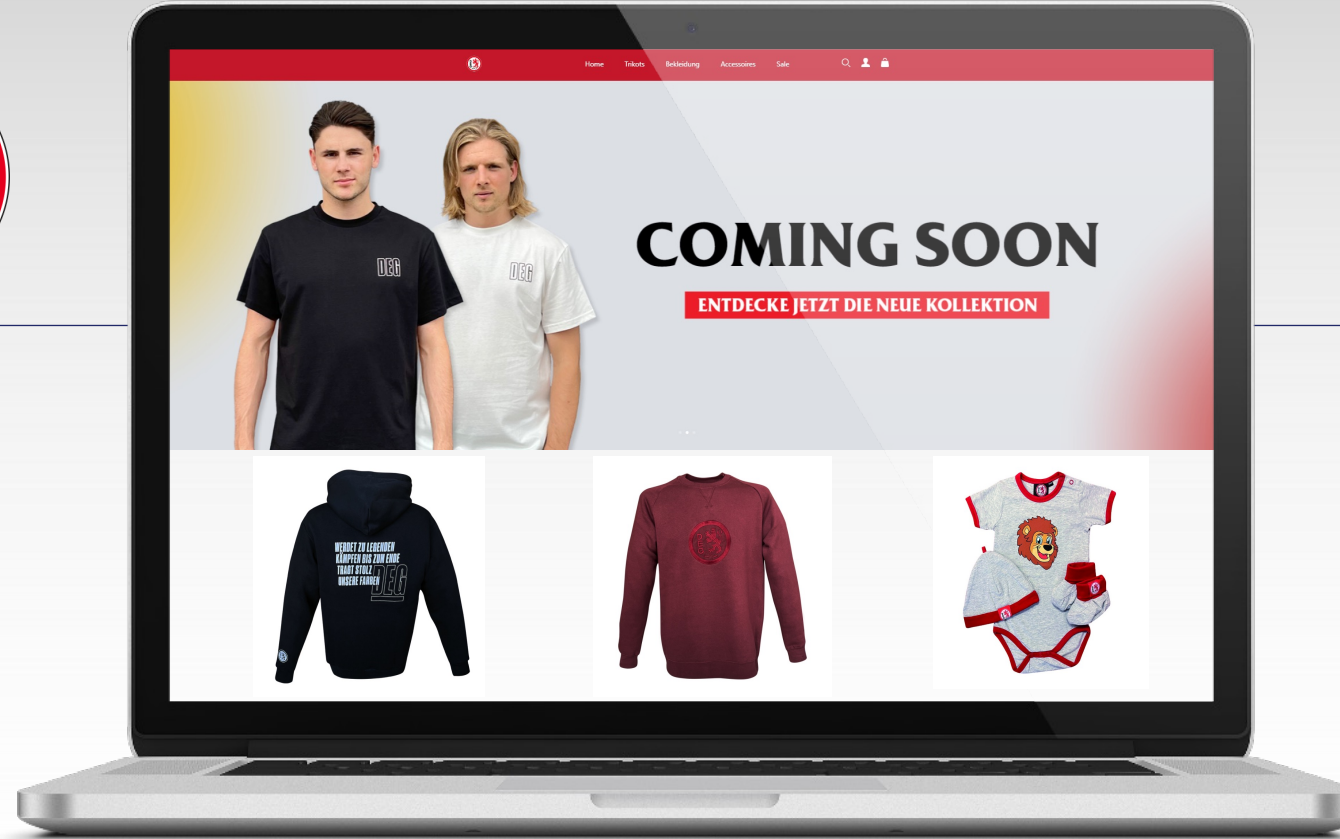 Home Trikots Bekleidung Accessoires Sale
DEG
DEG
COMING SOON
ENTDECKE JETZT DIE NEUE KOLLEKTION
WERDET ZU LEGENDEN
KÄMPFEN BIS ZUM ENDE
TRAGT STOLZ
UNSERE FARBEN
DEG